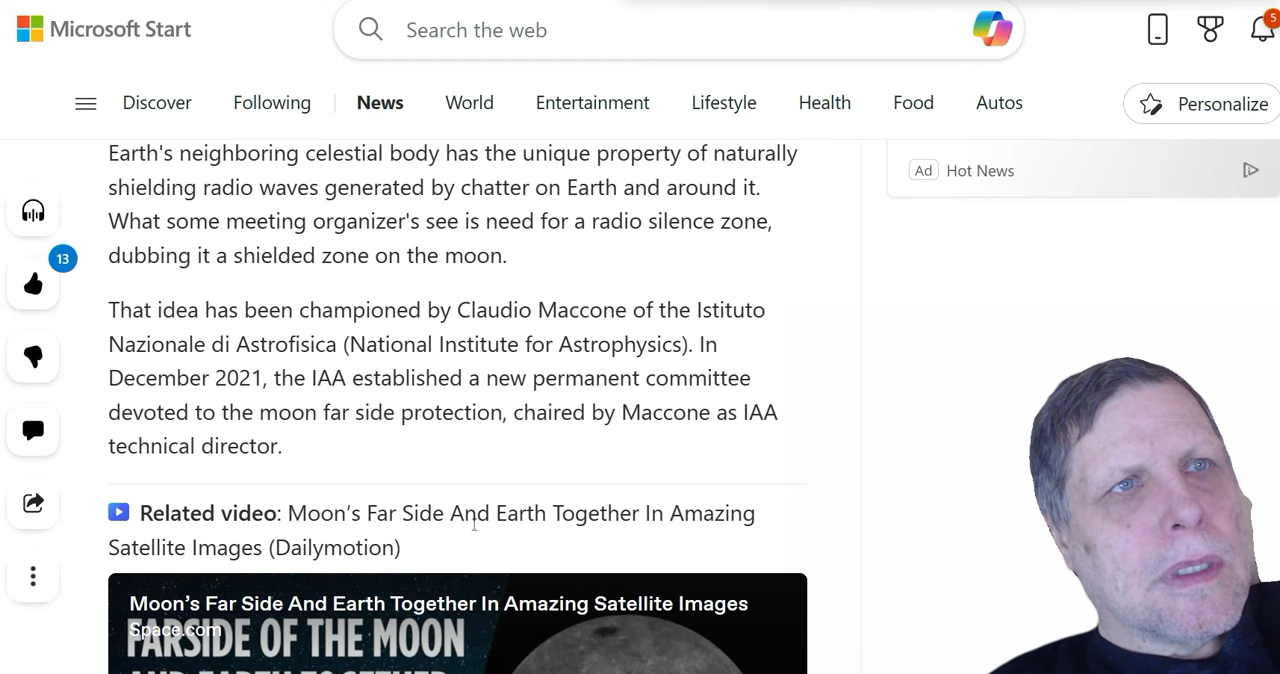 Microsoft Start
Search the web
5
Discover
Following
News
World
Entertainment
Lifestyle
Health
Food
Autos
Personalize
Earth's neighboring celestial body has the unique property of naturally
shielding radio waves generated by chatter on Earth and around it.
What some meeting organizer's see is need for a radio silence zone,
dubbing it a shielded zone on the moon.
Ad Hot News
13
That idea has been championed by Claudio Maccone of the Istituto
Nazionale di Astrofisica (National Institute for Astrophysics). In
December 2021, the IAA established a new permanent committee
devoted to the moon far side protection, chaired by Maccone as IAA
technical director.
Related video: Moon’s Far Side And Earth Together In Amazing
Satellite Images (Dailymotion)
Moon’s Far Side And Earth Together In Amazing Satellite Images
Space.com
FARSIDE OF THE MOON
AND EARTH TOGETHER